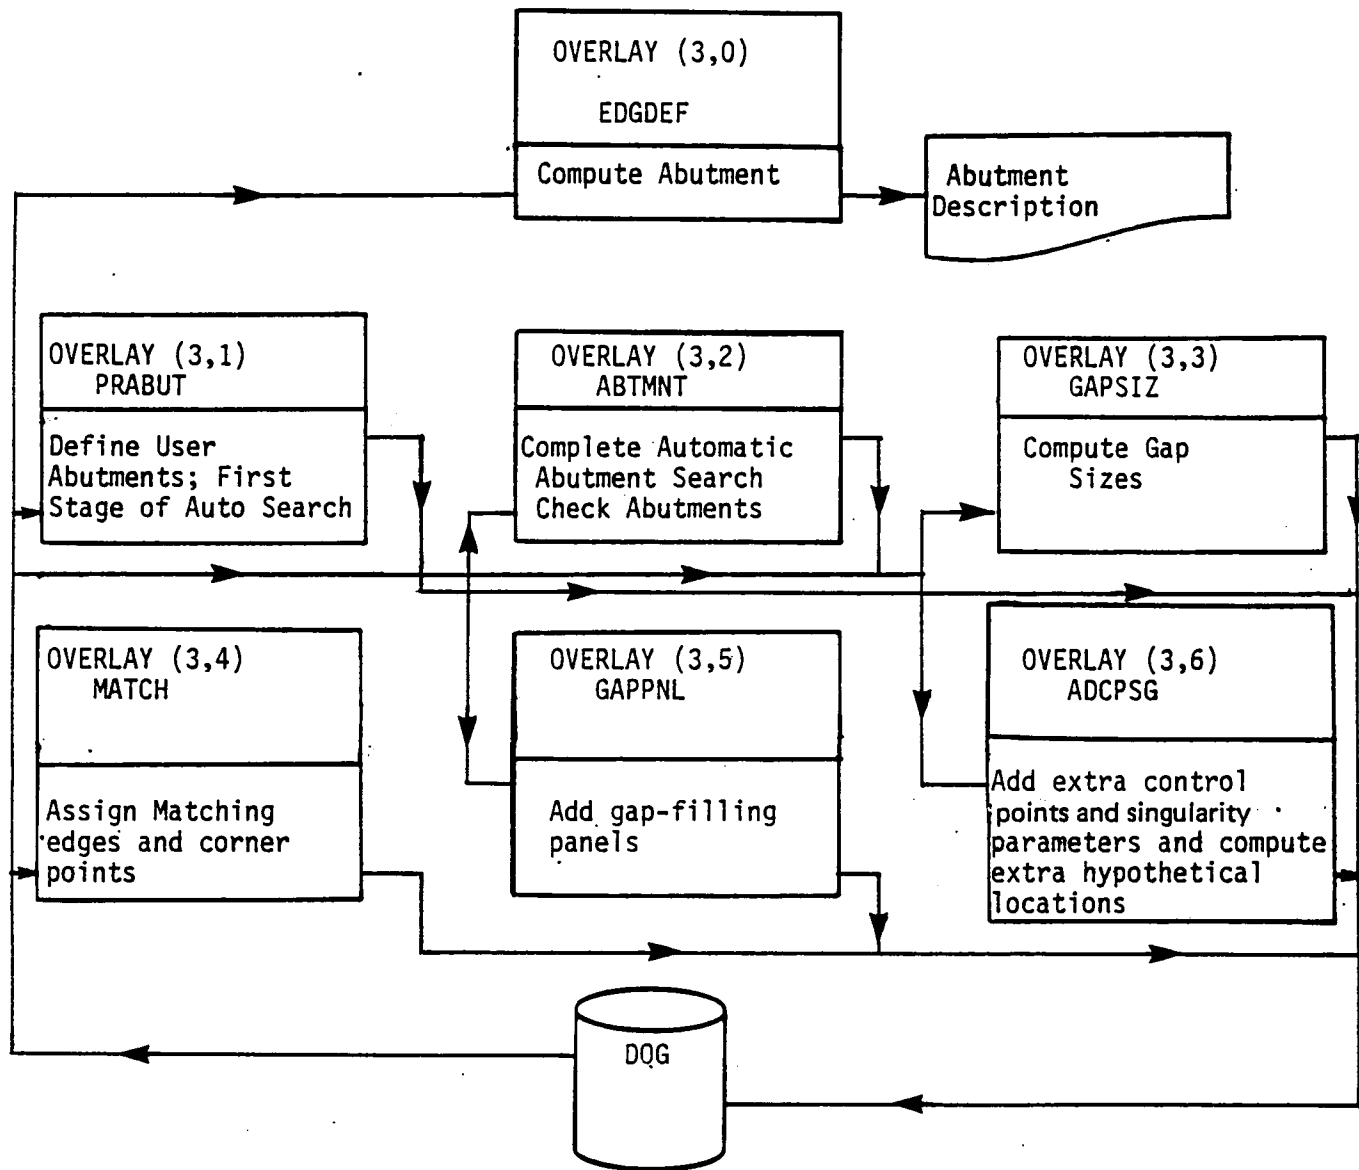 OVERLAY (3,0)
EDGDEF
Compute Abutment
Abutment
Description
OVERLAY (3,1)
PRABUT
Define User
Abutments; First
Stage of Auto Search
OVERLAY (3,2)
ABTMNT
Complete Automatic
Abutment Search
Check Abutments
OVERLAY (3,3)
GAPSIZ
Compute Gap
Sizes
OVERLAY (3,4)
MATCH
Assign Matching
edges and corner
points
OVERLAY (3,5)
GAPPNL
Add gap-filling
panels
OVERLAY (3,6)
ADCPSG
Add extra control
points and singularity
parameters and compute
extra hypothetical
locations
DQG